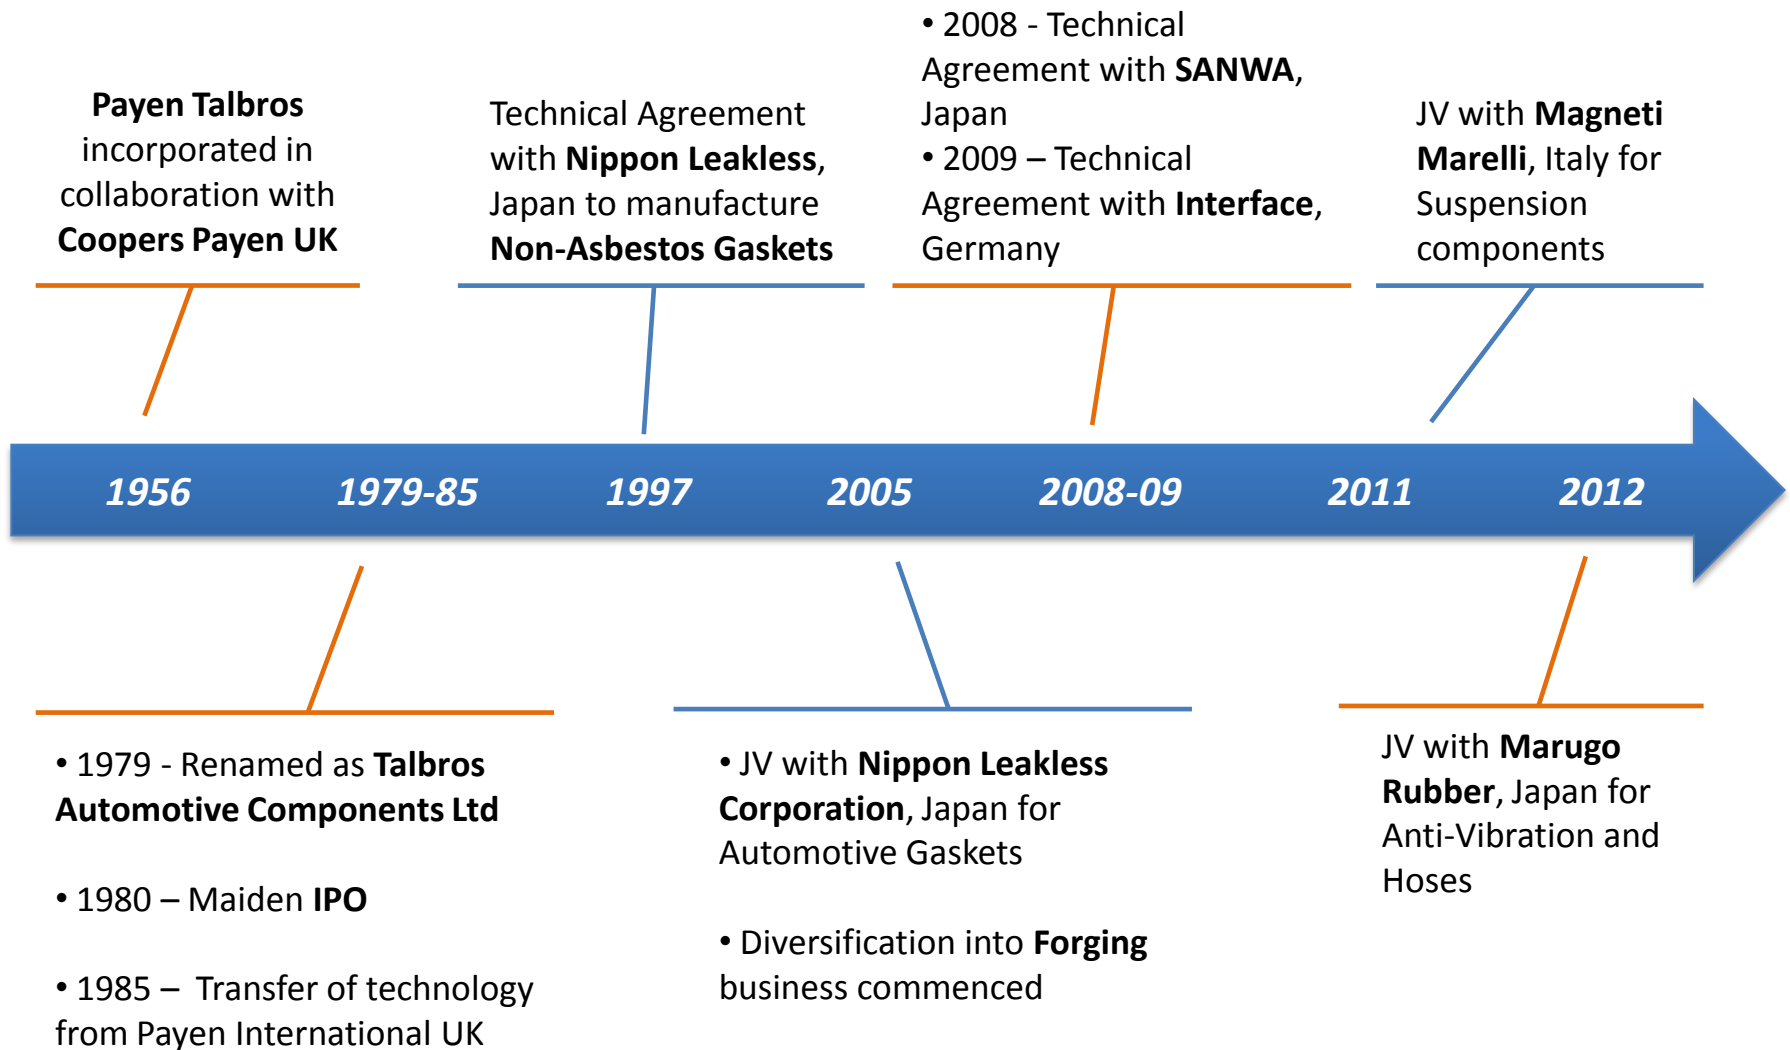 Payen Talbros
incorporated in
collaboration with
Coopers Payen UK
Technical Agreement
with Nippon Leakless,
Japan to manufacture
Non-Asbestos Gaskets
• 2008 - Technical
Agreement with SANWA,
Japan
• 2009 – Technical
Agreement with Interface,
Germany
JV with Magneti
Marelli, Italy for
Suspension
components
1956 1979-85 1997 2005 2008-09 2011 2012
• 1979 - Renamed as Talbros
Automotive Components Ltd
• 1980 – Maiden IPO
• 1985 – Transfer of technology
from Payen International UK
• JV with Nippon Leakless
Corporation, Japan for
Automotive Gaskets
• Diversification into Forging
business commenced
JV with Marugo
Rubber, Japan for
Anti-Vibration and
Hoses